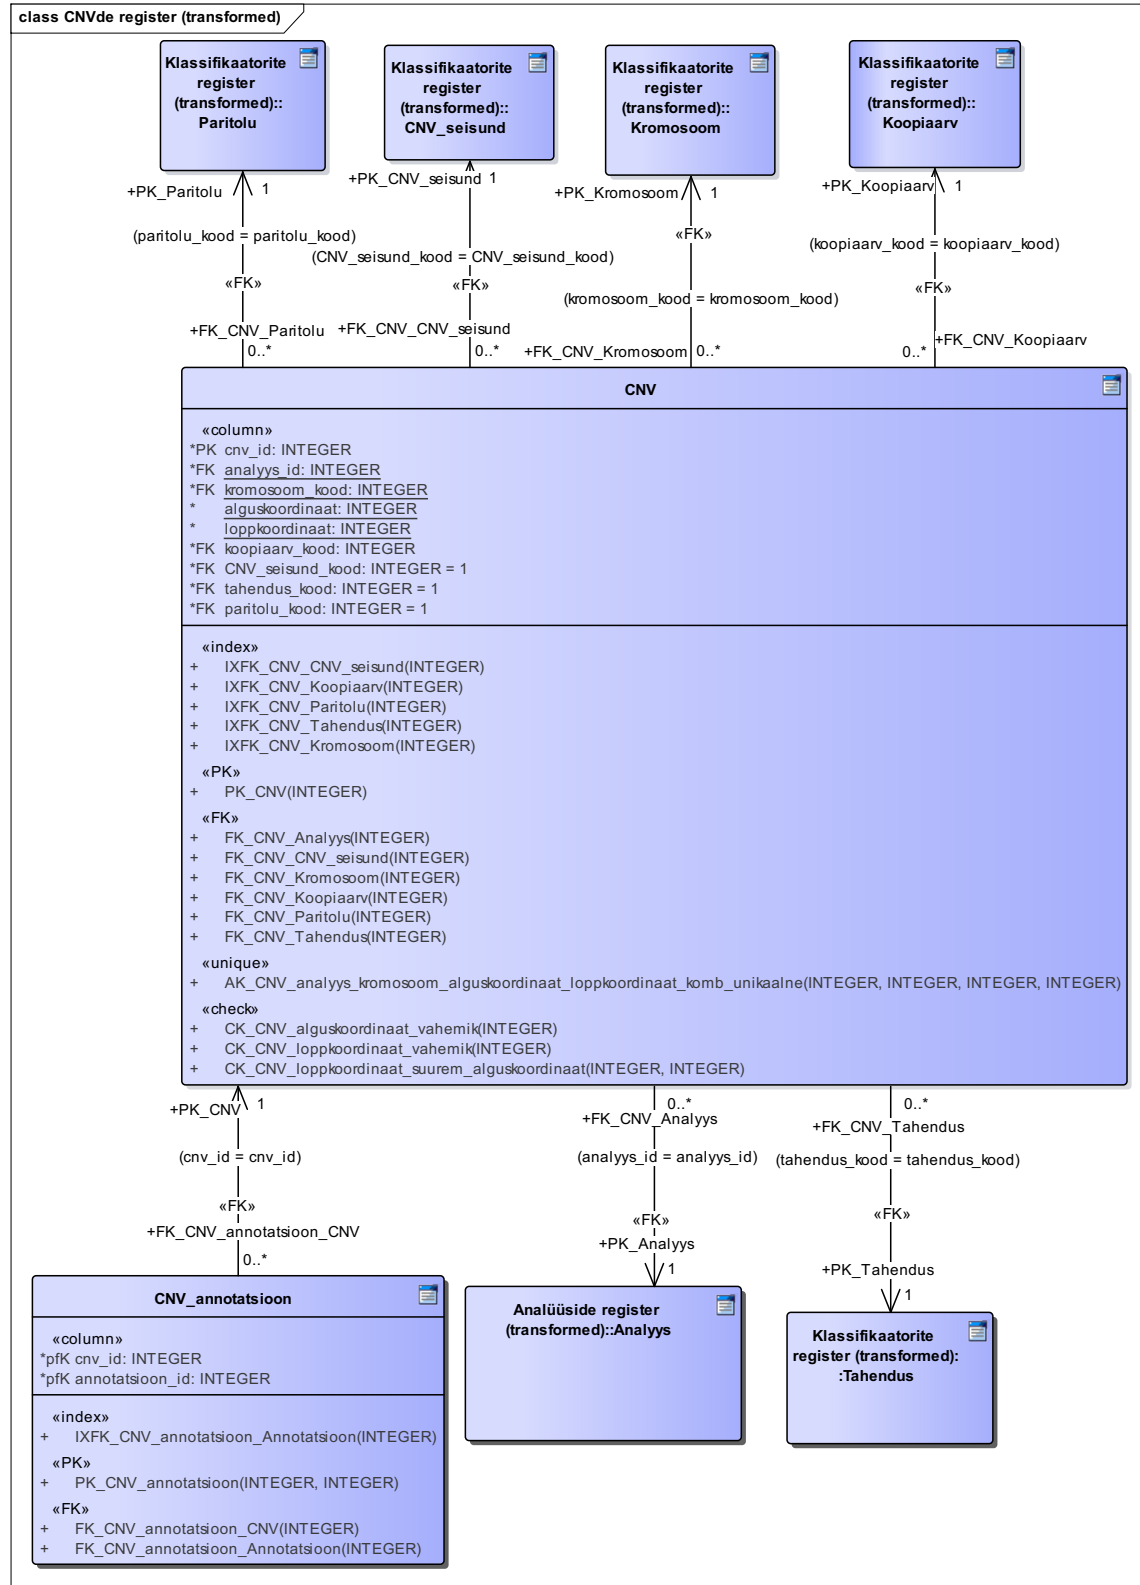 class CNVde register (transformed)
Klassifikaatorite
register
(transformed)::
Paritolu
Klassifikaatorite
register
(transformed)::
CNV_seisund
Klassifikaatorite
register
(transformed)::
Kromosoom
Klassifikaatorite
register
(transformed)::
Koopiaarv
+PK_Paritolu
1
+PK_CNV_seisund
1
+PK_Kromosoom
1
+PK_Koopiaarv
1
(paritolu_kood = paritolu_kood)
«FK»
+FK_CNV_Paritolu
0..*
(CNV_seisund_kood = CNV_seisund_kood)
«FK»
+FK_CNV_CNV_seisund
0..*
«FK»
(kromosoom_kood = kromosoom_kood)
+FK_CNV_Kromosoom
0..*
(koopiaarv_kood = koopiaarv_kood)
«FK»
+FK_CNV_Koopiaarv
0..*
CNV
«column»
*PK cnv_id: INTEGER
*FK analyys_id: INTEGER
*FK kromosoom_kood: INTEGER
* alguskoordinaat: INTEGER
* loppkoordinaat: INTEGER
*FK koopiaarv_kood: INTEGER
*FK CNV_seisund_kood: INTEGER = 1
*FK tahendus_kood: INTEGER = 1
*FK paritolu_kood: INTEGER = 1
«index»
+ IXFK_CNV_CNV_seisund(INTEGER)
+ IXFK_CNV_Koopiaarv(INTEGER)
+ IXFK_CNV_Paritolu(INTEGER)
+ IXFK_CNV_Tahendus(INTEGER)
+ IXFK_CNV_Kromosoom(INTEGER)
«PK»
+ PK_CNV(INTEGER)
«FK»
+ FK_CNV_Analyys(INTEGER)
+ FK_CNV_CNV_seisund(INTEGER)
+ FK_CNV_Kromosoom(INTEGER)
+ FK_CNV_Koopiaarv(INTEGER)
+ FK_CNV_Paritolu(INTEGER)
+ FK_CNV_Tahendus(INTEGER)
«unique»
+ AK_CNV_analyys_kromosoom_alguskoordinaat_loppkoordinaat_komb_unikaalne(INTEGER, INTEGER, INTEGER, INTEGER)
«check»
+ CK_CNV_alguskoordinaat_vahemik(INTEGER)
+ CK_CNV_loppkoordinaat_vahemik(INTEGER)
+ CK_CNV_loppkoordinaat_suurem_alguskoordinaat(INTEGER, INTEGER)
+PK_CNV
1
(cnv_id = cnv_id)
«FK»
+FK_CNV_annotatsioon_CNV
0..*
0..*
+FK_CNV_Analyys
(analyys_id = analyys_id)
«FK»
+PK_Analyys
1
0..*
+FK_CNV_Tahendus
(tahendus_kood = tahendus_kood)
«FK»
+PK_Tahendus
1
CNV_annotatsioon
«column»
*pfK cnv_id: INTEGER
*pfK annotatsioon_id: INTEGER
«index»
+ IXFK_CNV_annotatsioon_Annotatsioon(INTEGER)
«PK»
+ PK_CNV_annotatsioon(INTEGER, INTEGER)
«FK»
+ FK_CNV_annotatsioon_CNV(INTEGER)
+ FK_CNV_annotatsioon_Annotatsioon(INTEGER)
Analüüside register
(transformed)::Analyys
Klassifikaatorite
register (transformed):
:Tahendus